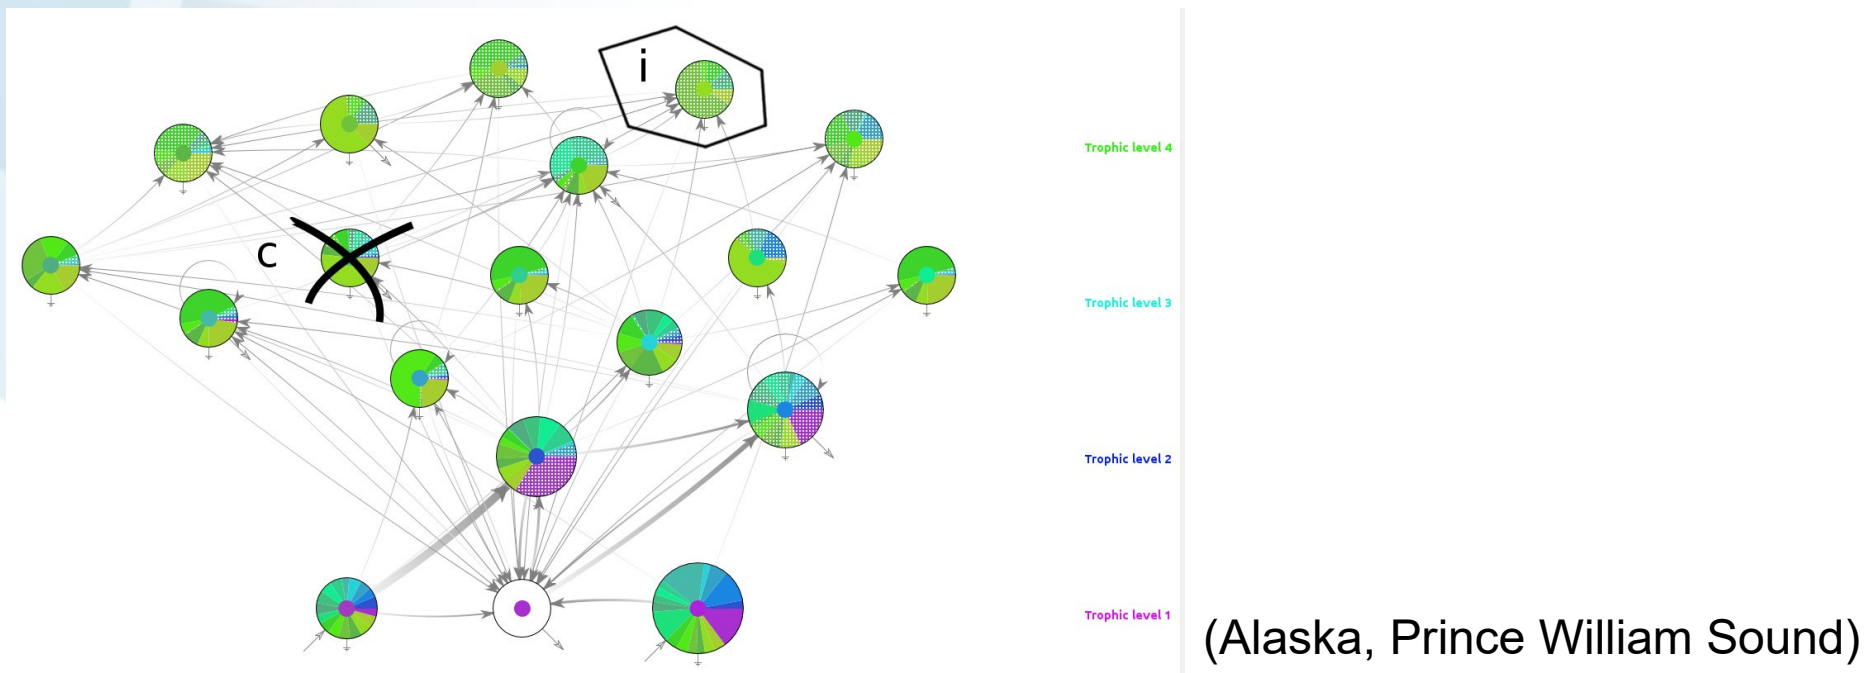 i
Trophic level 4
c
Trophic level 3
Trophic level 2
Trophic level 1
(Alaska, Prince William Sound)